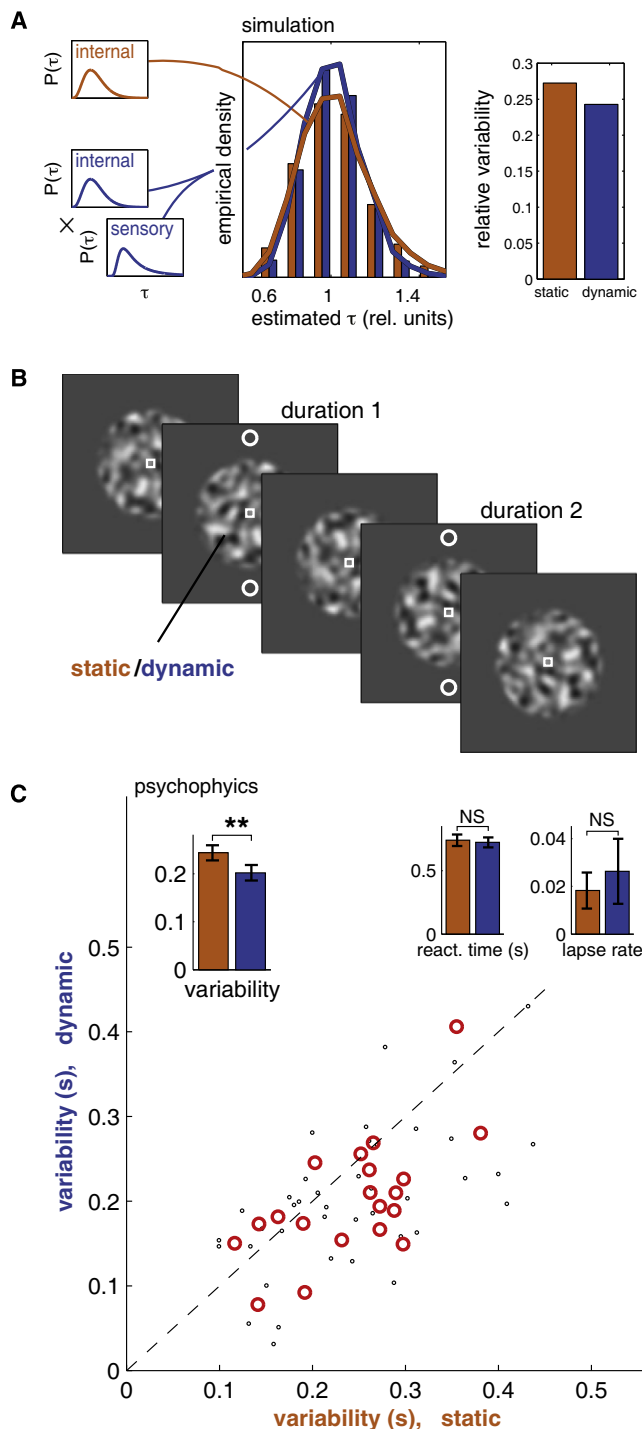 A
simulation
internal
P(τ)
internal
P(τ)
×
sensory
P(τ)
τ
empirical density
0.6
1
1.4
estimated τ (rel. units)
relative variability
0.3
0.25
0.2
0.15
0.1
0.05
0
static
dynamic
B
duration 1
duration 2
static/dynamic
C
psychophyics
**
0.2
0.1
0
variability
NS
0.5
0
react. time (s)
NS
0.04
0.02
0
lapse rate
variability (s), dynamic
0.5
0.4
0.3
0.2
0.1
0
0
0.1
0.2
0.3
0.4
0.5
variability (s), static